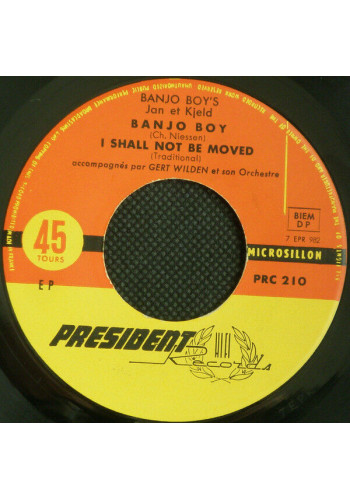 BANJO BOY'S
Jan et Kjeld
BANJO BOY
(Ch. Niessen)
I SHALL NOT BE MOVED
(Traditional)
accompagnés par GERT WILDEN et son Orchestre
45
TOURS
BIEM
DP
7 EPR 982
MICROSILLON
EP
PRC 210
PRESIDENT
Records